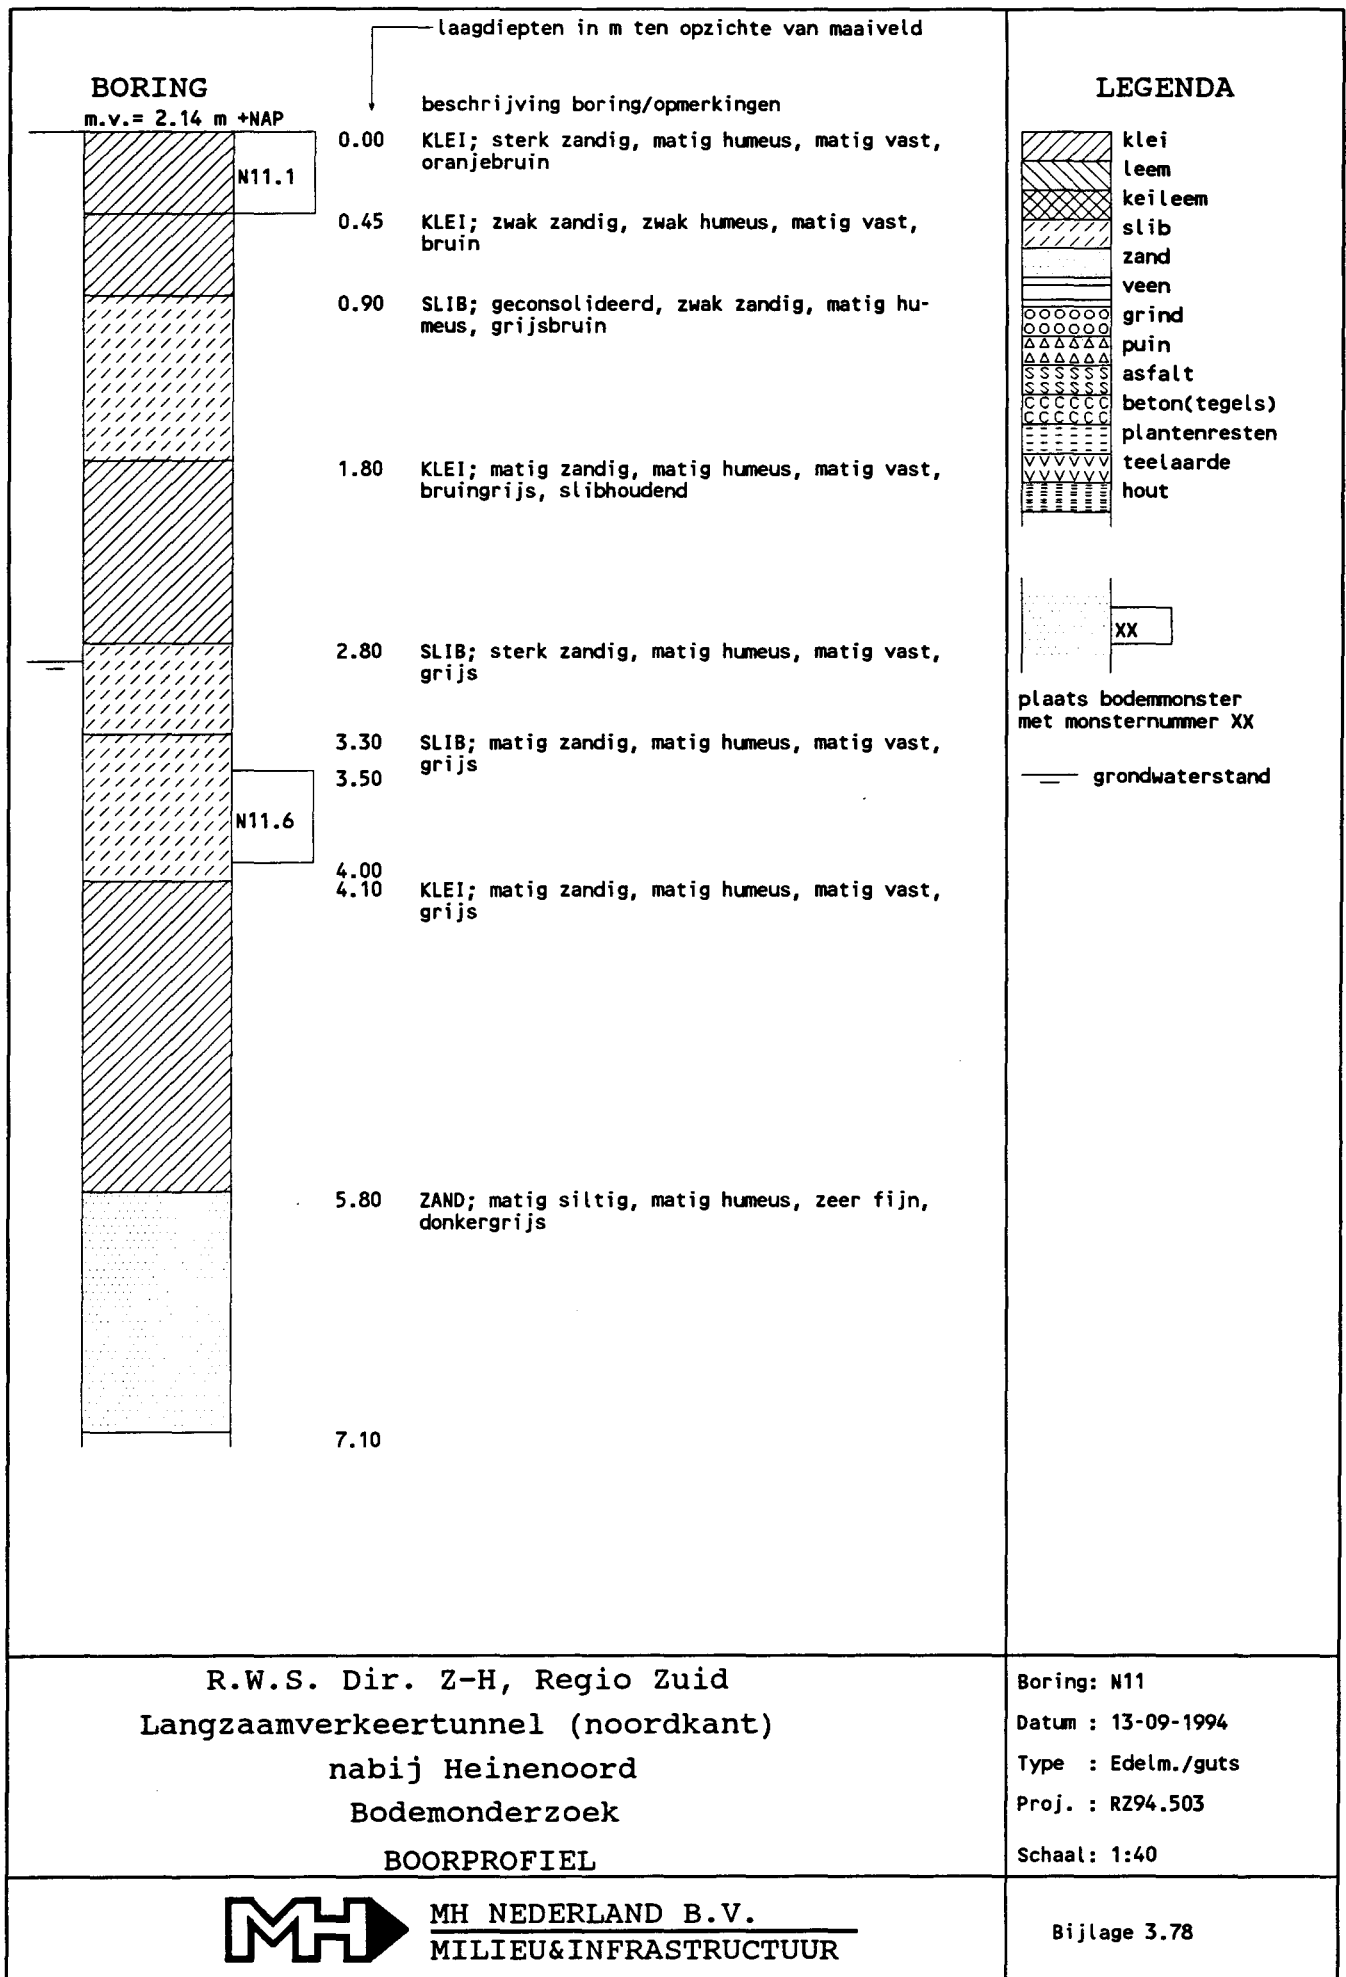 laagdiepten in m ten opzichte van maaiveld
BORING
m.v.= 2.14 m +NAP
beschrijving boring/opmerkingen
0.00 KLEI; sterk zandig, matig humeus, matig vast,
oranjebruin
N11.1
0.45 KLEI; zwak zandig, zwak humeus, matig vast,
bruin
0.90 SLIB; geconsolideerd, zwak zandig, matig hu-
meus, grijsbruin
1.80 KLEI; matig zandig, matig humeus, matig vast,
bruingrijs, slibhoudend
2.80 SLIB; sterk zandig, matig humeus, matig vast,
grijs
3.30 SLIB; matig zandig, matig humeus, matig vast,
grijs
3.50
N11.6
4.00
4.10 KLEI; matig zandig, matig humeus, matig vast,
grijs
5.80 ZAND; matig siltig, matig humeus, zeer fijn,
donkergrijs
7.10
LEGENDA
klei
leem
keileem
slib
zand
veen
grind
puin
asfalt
beton(tegels)
plantenresten
teelaarde
hout
XX
plaats bodemmonster
met monsternummer XX
grondwaterstand
R.W.S. Dir. Z-H, Regio Zuid
Langzaamverkeertunnel (noordkant)
nabij Heinenoord
Bodemonderzoek
BOORPROFIEL
Boring: N11
Datum : 13-09-1994
Type : Edelm./guts
Proj. : RZ94.503
Schaal: 1:40
MH
MH NEDERLAND B.V.
MILIEU&INFRASTRUCTUUR
Bijlage 3.78